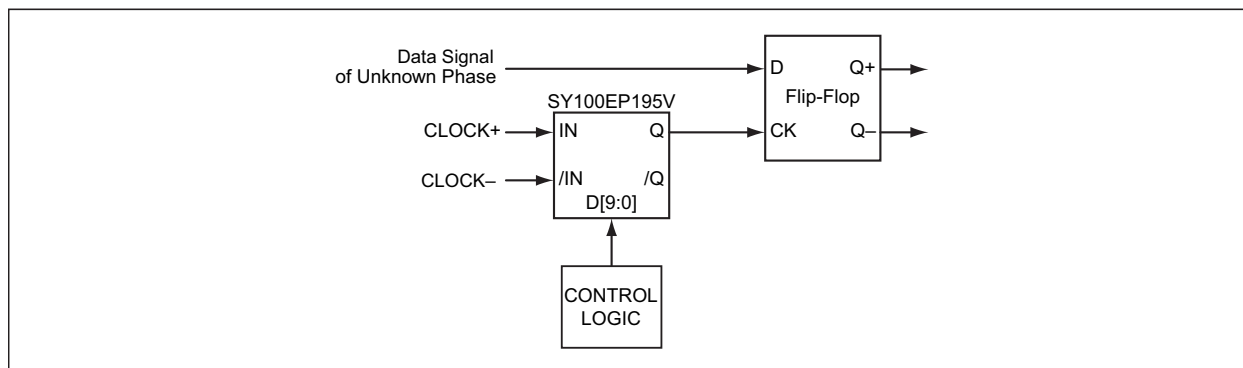 Data Signal
of Unknown Phase
D
Q+
Flip-Flop
CK
Q–
SY100EP195V
CLOCK+
IN
Q
CLOCK–
/IN
/Q
D[9:0]
CONTROL
LOGIC